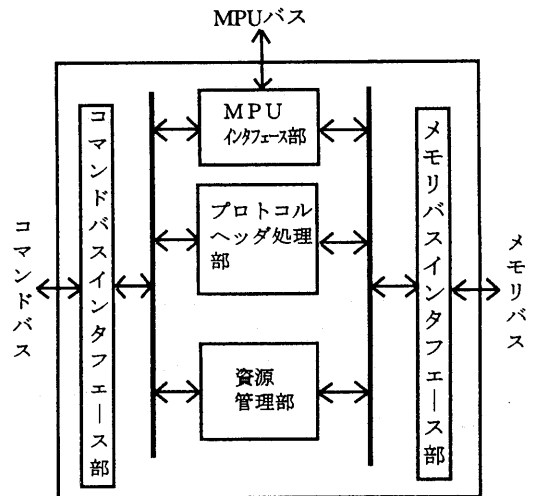 MPUバス
MPU
インタフェース部
プロトコル
ヘッダ処理
部
資源
管理部
コマンドバス
コマンドバスインタフェース部
メモリバスインタフェース部
メモリバス